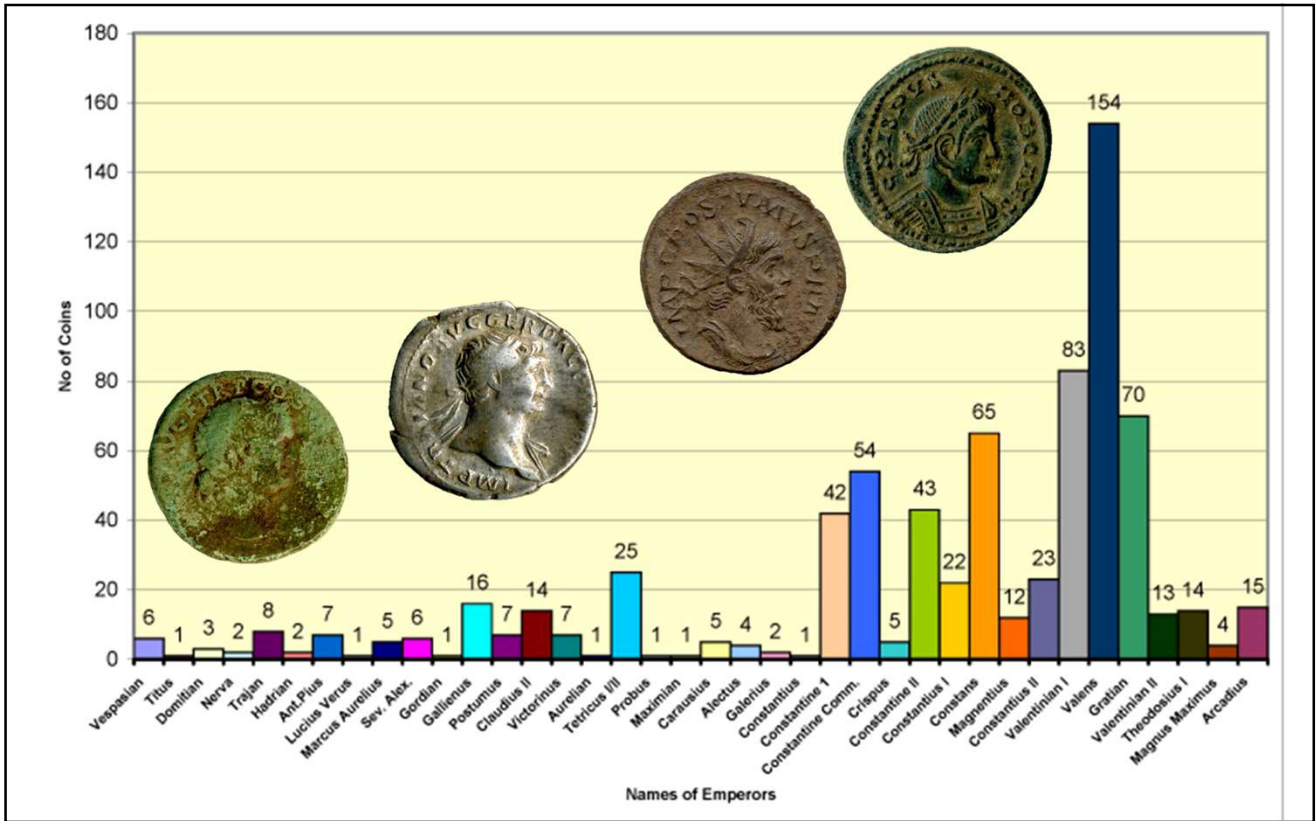 180
160
140
120
100
80
60
40
20
0
No of Coins
CRISPVS
POSTVMVS
6
1
3
2
8
2
7
1
5
6
1
16
7
14
7
1
25
1
1
5
4
2
1
42
54
5
43
22
65
12
23
83
154
70
13
14
4
15
Vespasian
Titus
Domitian
Nerva
Trajan
Hadrian
Ant.Pius
Lucius Verus
Marcus Aurelius
Sev. Alex.
Gordian
Gallienus
Postumus
Claudius II
Victorinus
Aurelian
Tetricus I/II
Probus
Maximian
Carausius
Alectus
Galerius
Constantius
Constantine 1
Constantine Comm.
Crispus
Constantine II
Constantius I
Constans
Magnentius
Constantius II
Valentinian I
Valens
Gratian
Valentinian II
Theodosius I
Magnus Maximus
Arcadius
Names of Emperors